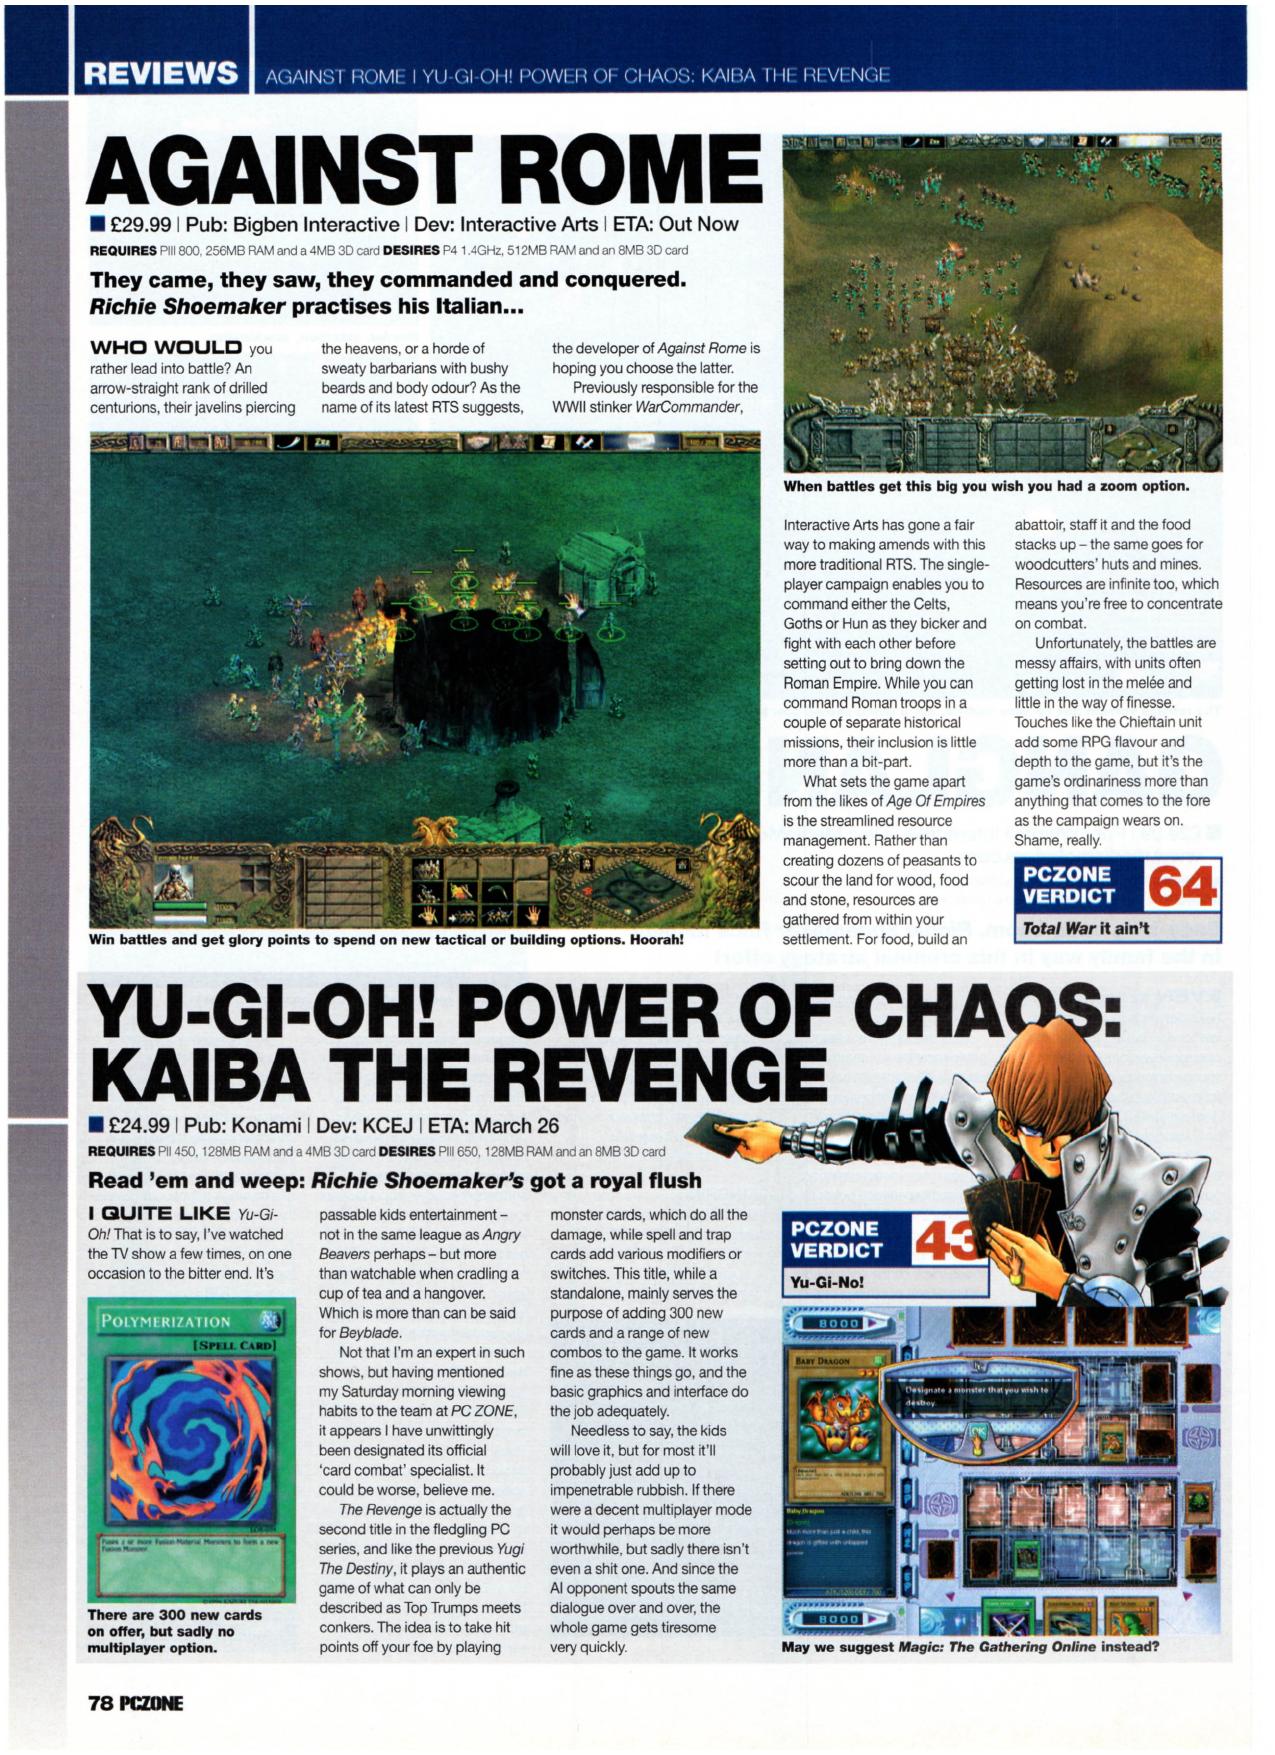 REVIEWS
AGAINST ROME | YU-GI-OH! POWER OF CHAOS: KAIBA THE REVENGE
AGAINST ROME
£29.99 | Pub: Bigben Interactive | Dev: Interactive Arts | ETA: Out Now
REQUIRES PIII 800, 256MB RAM and a 4MB 3D card DESIRES P4 1.4GHz, 512MB RAM and an 8MB 3D card
They came, they saw, they commanded and conquered.
Richie Shoemaker practises his Italian...
WHO WOULD you
rather lead into battle? An
arrow-straight rank of drilled
centurions, their javelins piercing
the heavens, or a horde of
sweaty barbarians with bushy
beards and body odour? As the
name of its latest RTS suggests,
the developer of Against Rome is
hoping you choose the latter.
Previously responsible for the
WWII stinker WarCommander,
When battles get this big you wish you had a zoom option.
Win battles and get glory points to spend on new tactical or building options. Hoorah!
Interactive Arts has gone a fair
way to making amends with this
more traditional RTS. The single-
player campaign enables you to
command either the Celts,
Goths or Hun as they bicker and
fight with each other before
setting out to bring down the
Roman Empire. While you can
command Roman troops in a
couple of separate historical
missions, their inclusion is little
more than a bit-part.
What sets the game apart
from the likes of Age Of Empires
is the streamlined resource
management. Rather than
creating dozens of peasants to
scour the land for wood, food
and stone, resources are
gathered from within your
settlement. For food, build an
abattoir, staff it and the food
stacks up – the same goes for
woodcutters' huts and mines.
Resources are infinite too, which
means you're free to concentrate
on combat.
Unfortunately, the battles are
messy affairs, with units often
getting lost in the melée and
little in the way of finesse.
Touches like the Chieftain unit
add some RPG flavour and
depth to the game, but it's the
game's ordinariness more than
anything that comes to the fore
as the campaign wears on.
Shame, really.
PCZONE
VERDICT
64
Total War it ain't
YU-GI-OH! POWER OF CHAOS:
KAIBA THE REVENGE
£24.99 | Pub: Konami | Dev: KCEJ | ETA: March 26
REQUIRES PII 450, 128MB RAM and a 4MB 3D card DESIRES PIII 650, 128MB RAM and an 8MB 3D card
Read 'em and weep: Richie Shoemaker's got a royal flush
I QUITE LIKE Yu-Gi-
Oh! That is to say, I've watched
the TV show a few times, on one
occasion to the bitter end. It's
POLYMERIZATION
[SPELL CARD]
Fuses 2 or more Fusion-Material Monsters to form a new
Fusion Monster.
There are 300 new cards
on offer, but sadly no
multiplayer option.
passable kids entertainment –
not in the same league as Angry
Beavers perhaps – but more
than watchable when cradling a
cup of tea and a hangover.
Which is more than can be said
for Beyblade.
Not that I'm an expert in such
shows, but having mentioned
my Saturday morning viewing
habits to the team at PC ZONE,
it appears I have unwittingly
been designated its official
'card combat' specialist. It
could be worse, believe me.
The Revenge is actually the
second title in the fledgling PC
series, and like the previous Yugi
The Destiny, it plays an authentic
game of what can only be
described as Top Trumps meets
conkers. The idea is to take hit
points off your foe by playing
monster cards, which do all the
damage, while spell and trap
cards add various modifiers or
switches. This title, while a
standalone, mainly serves the
purpose of adding 300 new
cards and a range of new
combos to the game. It works
fine as these things go, and the
basic graphics and interface do
the job adequately.
Needless to say, the kids
will love it, but for most it'll
probably just add up to
impenetrable rubbish. If there
were a decent multiplayer mode
it would perhaps be more
worthwhile, but sadly there isn't
even a shit one. And since the
AI opponent spouts the same
dialogue over and over, the
whole game gets tiresome
very quickly.
PCZONE
VERDICT
43
Yu-Gi-No!
8000
BABY DRAGON
Designate a monster that you wish to
destroy.
OK
Baby Dragon
Much more than just a child, this
dragon is gifted with untapped
power.
8000
May we suggest Magic: The Gathering Online instead?
78 PCZONE